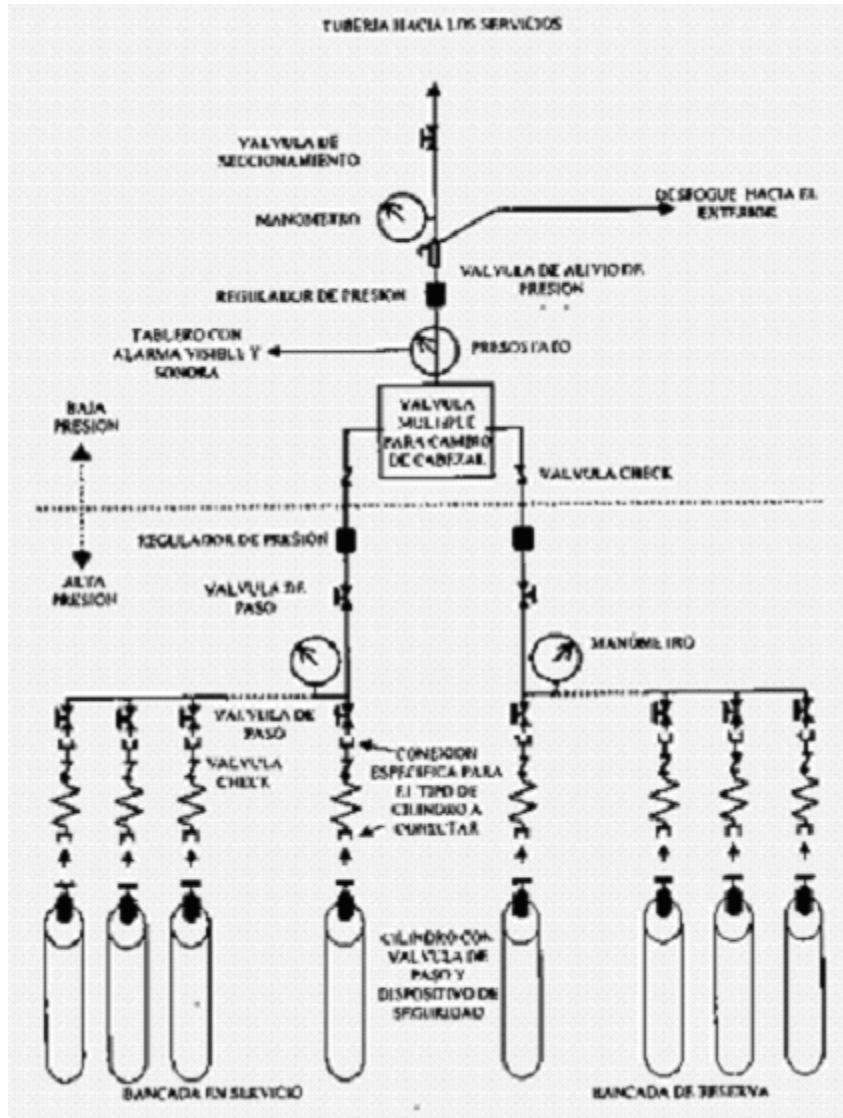 TUBERIA HACIA LOS SERVICIOS
VALVULA DE
SECCIONAMIENTO
DESFOGUE HACIA EL
EXTERIOR
MANOMETRO
VALVULA DE ALIVIO DE
PRESION
REGULADOR DE PRESION
TABLERO CON
ALARMA VISIBLE Y
SONORA
PRESOSTATO
BAJA
PRESION
VALVULA
MULTIPLE
PARA CAMBIO
DE CABEZAL
VALVULA CHECK
REGULADOR DE PRESION
ALTA
PRESION
VALVULA DE
PASO
MANÓMETRO
VALVULA DE
PASO
VALVULA
CHECK
CONEXION
ESPECIFICA PARA
EL TIPO DE
CILINDRO A
CONECTAR
CILINDRO CON
VALVULA DE
PASO Y
DISPOSITIVO DE
SEGURIDAD
BANCADA EN SERVICIO
BANCADA DE RESERVA